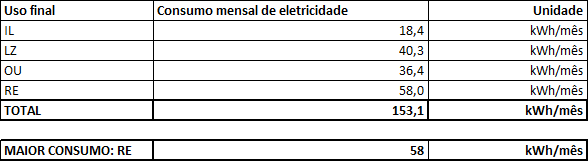 Uso final Consumo mensal de eletricidade Unidade
IL 18,4 kWh/mês
LZ 40,3 kWh/mês
OU 36,4 kWh/mês
RE 58,0 kWh/mês
TOTAL 153,1 kWh/mês
MAIOR CONSUMO: RE 58 kWh/mês